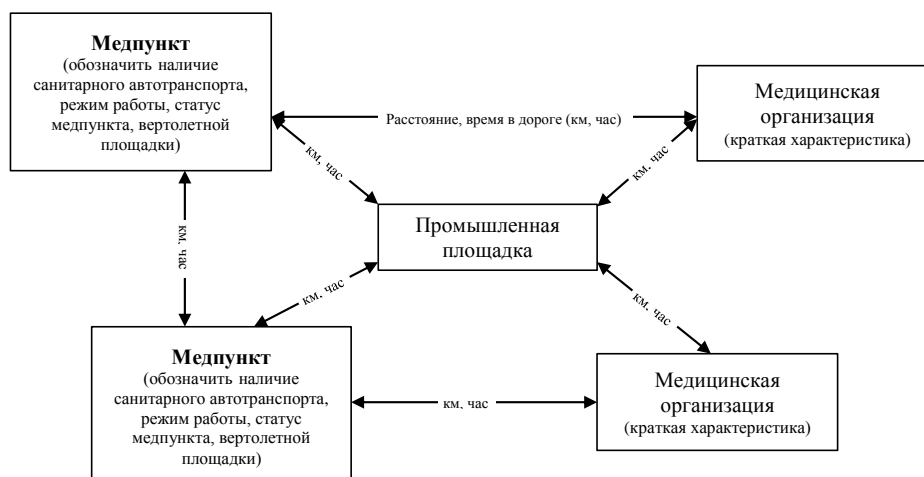 Медпункт
(обозначить наличие
санитарного автотранспорта,
режим работы, статус
медпункта, вертолетной
площадки)
Медицинская
организация
(краткая характеристика)
Расстояние, время в дороге (км, час)
км, час
км. час
Промышленная
площадка
км. час
км. час
км. час
Медпункт
(обозначить наличие
санитарного автотранспорта,
режим работы, статус
медпункта, вертолетной
площадки)
км, час
Медицинская
организация
(краткая характеристика)